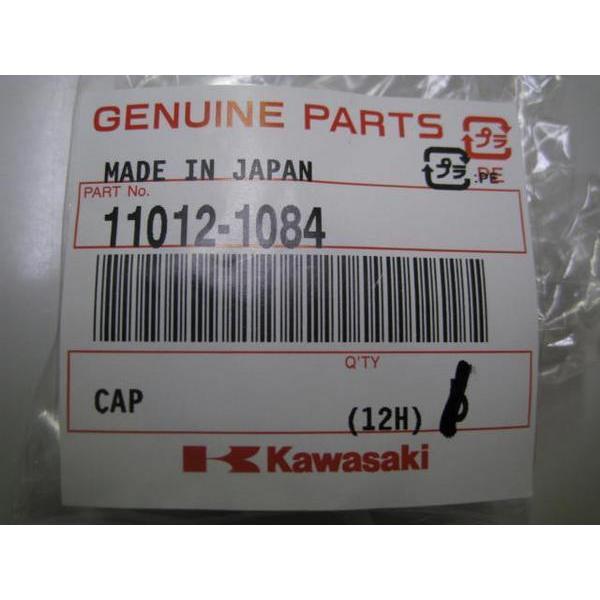 GENUINE PARTS
プラ
MADE IN JAPAN
プラ :PE
PART No.
11012-1084
Q'TY
CAP
(12H)
Kawasaki